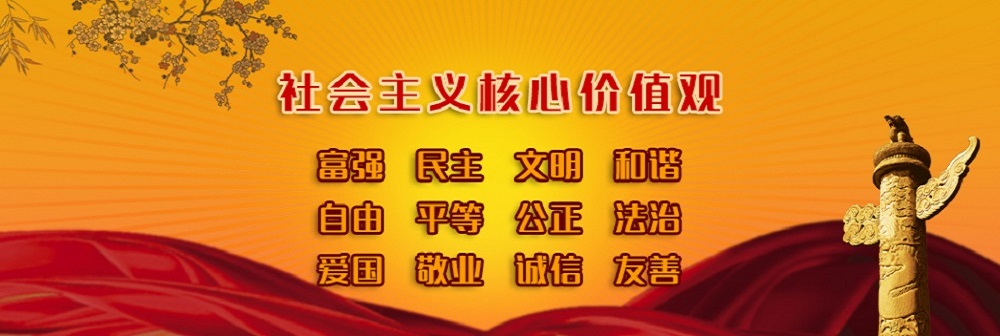 社会主义核心价值观
富强 民主 文明 和谐
自由 平等 公正 法治
爱国 敬业 诚信 友善